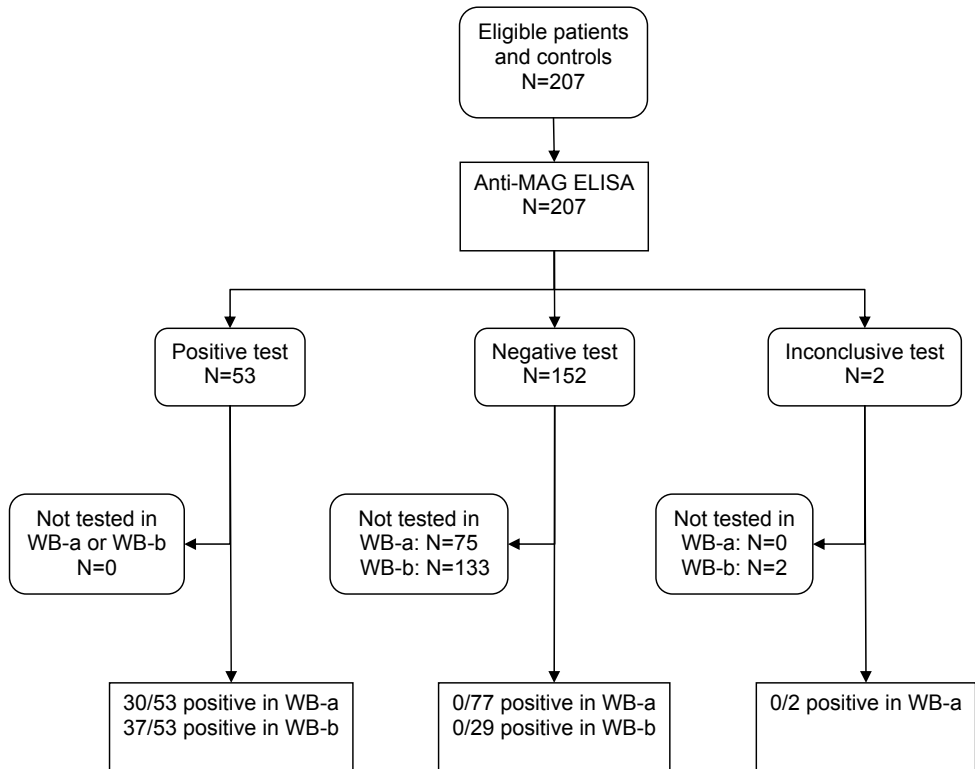 Eligible patients
and controls
N=207
Anti-MAG ELISA
N=207
Positive test
N=53
Negative test
N=152
Inconclusive test
N=2
Not tested in
WB-a or WB-b
N=0
Not tested in
WB-a: N=75
WB-b: N=133
Not tested in
WB-a: N=0
WB-b: N=2
30/53 positive in WB-a
37/53 positive in WB-b
0/77 positive in WB-a
0/29 positive in WB-b
0/2 positive in WB-a